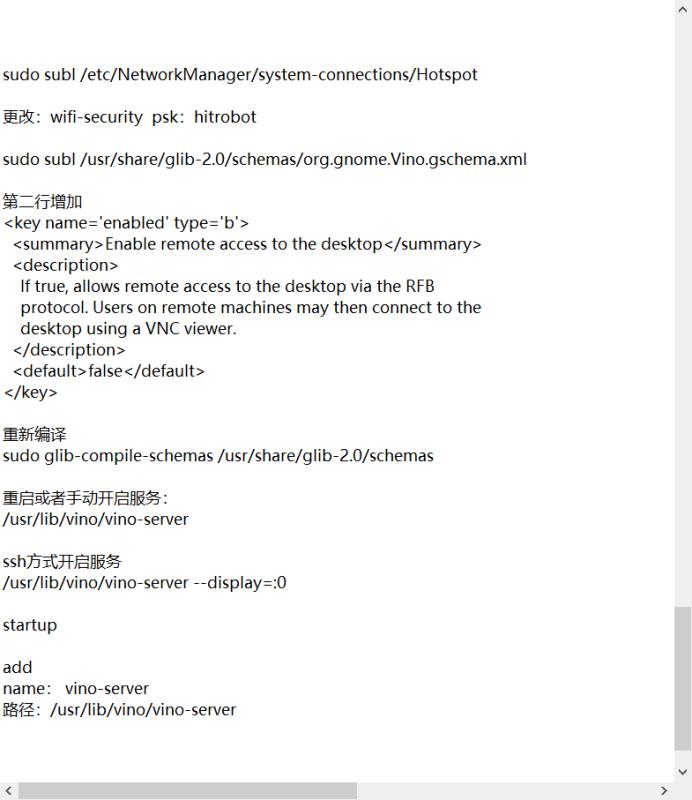 sudo subl /etc/NetworkManager/system-connections/Hotspot
更改：wifi-security  psk：hitrobot
sudo subl /usr/share/glib-2.0/schemas/org.gnome.Vino.gschema.xml
第二行增加
<key name='enabled' type='b'>
<summary>Enable remote access to the desktop</summary>
<description>
If true, allows remote access to the desktop via the RFB
protocol. Users on remote machines may then connect to the
desktop using a VNC viewer.
</description>
<default>false</default>
</key>
重新编译
sudo glib-compile-schemas /usr/share/glib-2.0/schemas
重启或者手动开启服务：
/usr/lib/vino/vino-server
ssh方式开启服务
/usr/lib/vino/vino-server --display=:0
startup
add
name： vino-server
路径：/usr/lib/vino/vino-server